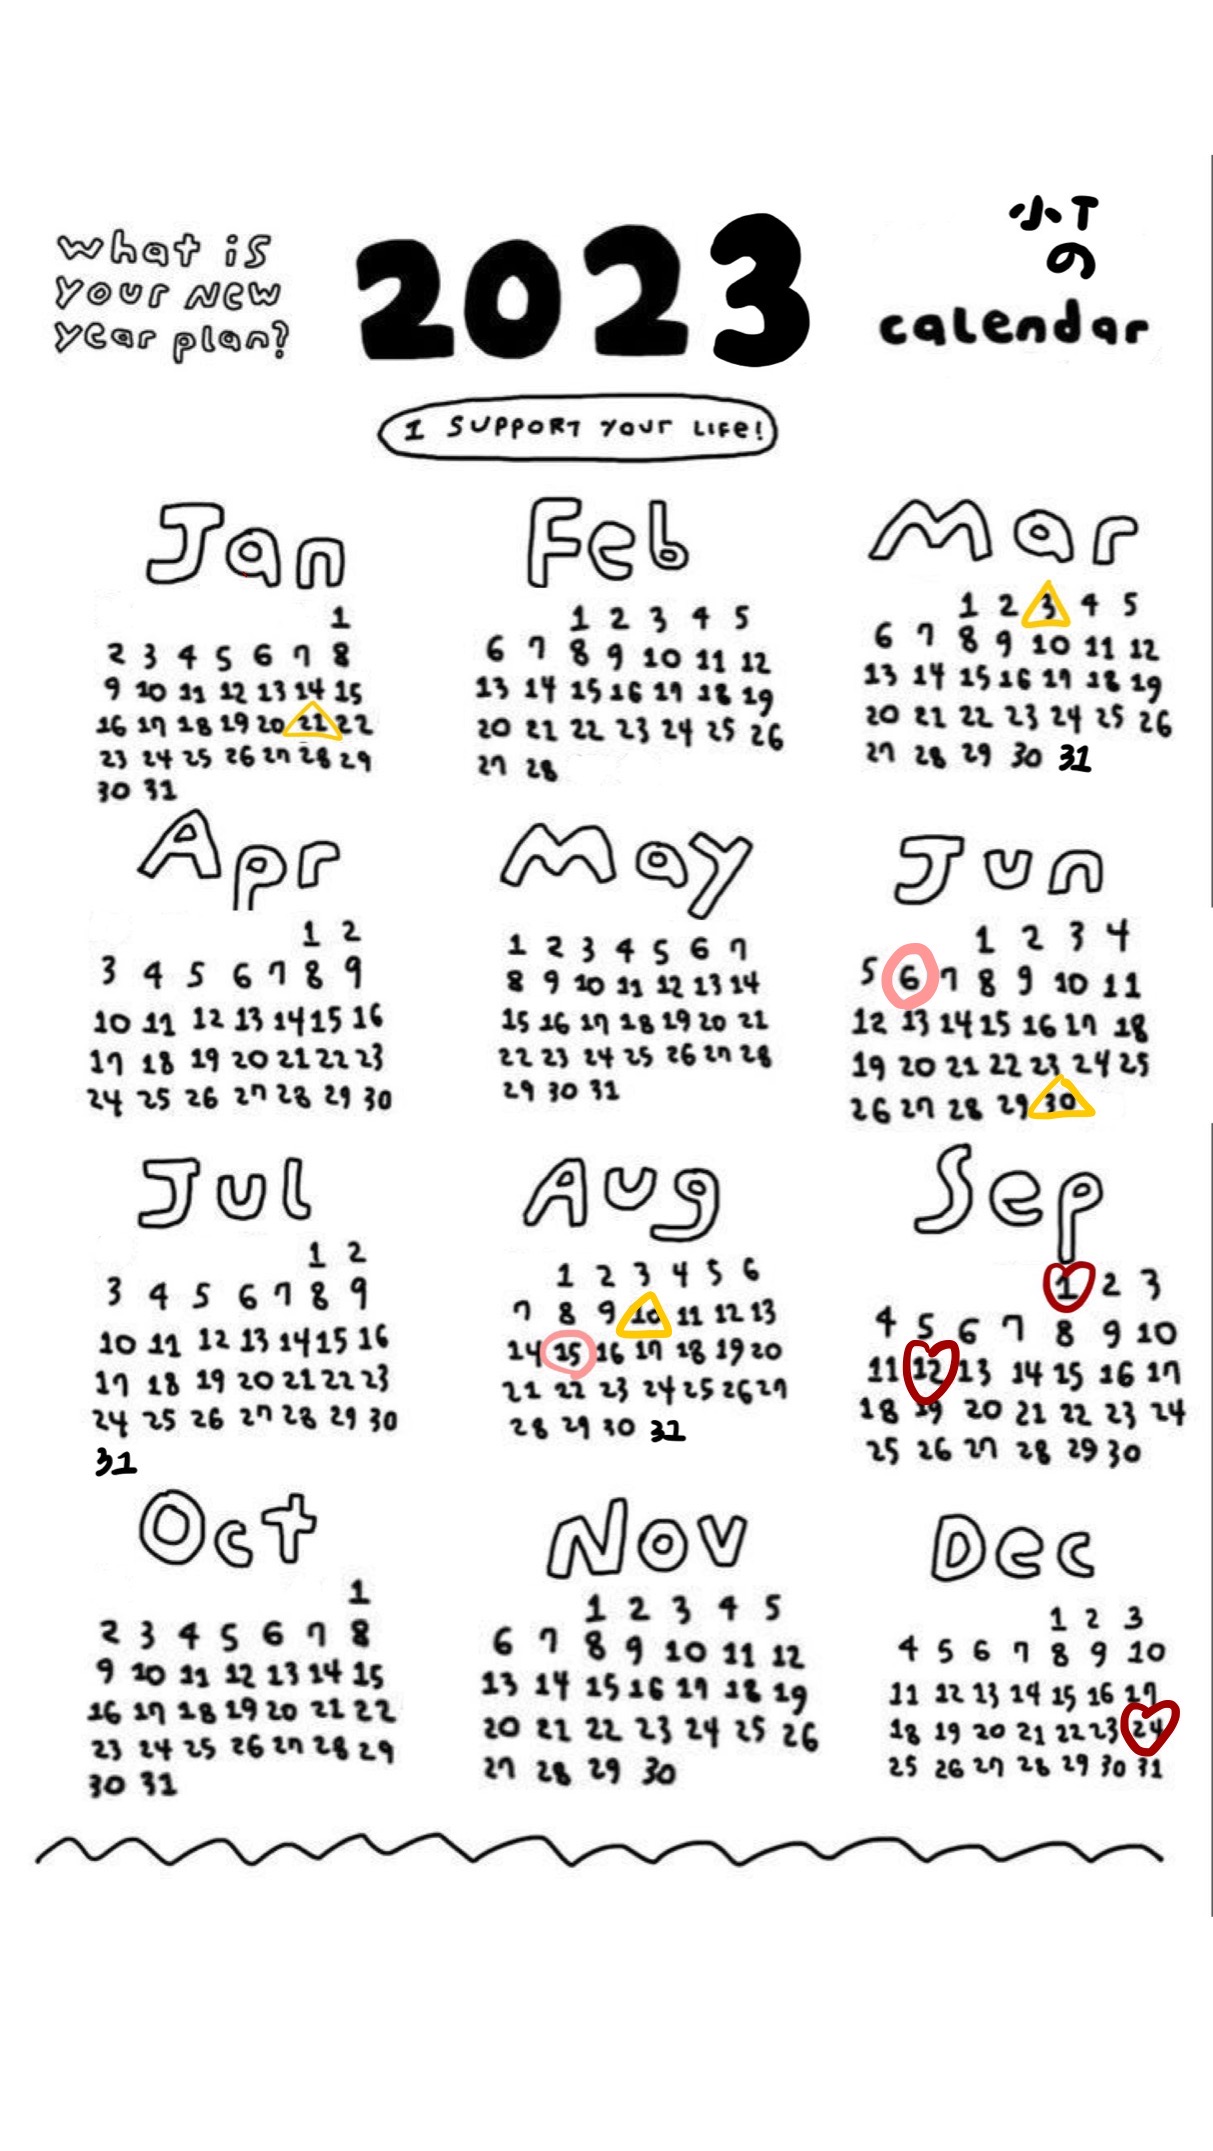 what is
your new
year plan?
2023
小T
の
calendar
I SUPPORT YOUR LIFE!
Jan
1
2 3 4 5 6 7 8
9 10 11 12 13 14 15
16 17 18 19 20 21 22
23 24 25 26 27 28 29
30 31
Feb
1 2 3 4 5
6 7 8 9 10 11 12
13 14 15 16 17 18 19
20 21 22 23 24 25 26
27 28
Mar
1 2 3 4 5
6 7 8 9 10 11 12
13 14 15 16 17 18 19
20 21 22 23 24 25 26
27 28 29 30 31
Apr
1 2
3 4 5 6 7 8 9
10 11 12 13 14 15 16
17 18 19 20 21 22 23
24 25 26 27 28 29 30
May
1 2 3 4 5 6 7
8 9 10 11 12 13 14
15 16 17 18 19 20 21
22 23 24 25 26 27 28
29 30 31
Jun
1 2 3 4
5 6 7 8 9 10 11
12 13 14 15 16 17 18
19 20 21 22 23 24 25
26 27 28 29 30
Jul
1 2
3 4 5 6 7 8 9
10 11 12 13 14 15 16
17 18 19 20 21 22 23
24 25 26 27 28 29 30
31
Aug
1 2 3 4 5 6
7 8 9 10 11 12 13
14 15 16 17 18 19 20
21 22 23 24 25 26 27
28 29 30 31
Sep
1 2 3
4 5 6 7 8 9 10
11 12 13 14 15 16 17
18 19 20 21 22 23 24
25 26 27 28 29 30
Oct
1
2 3 4 5 6 7 8
9 10 11 12 13 14 15
16 17 18 19 20 21 22
23 24 25 26 27 28 29
30 31
Nov
1 2 3 4 5
6 7 8 9 10 11 12
13 14 15 16 17 18 19
20 21 22 23 24 25 26
27 28 29 30
Dec
1 2 3
4 5 6 7 8 9 10
11 12 13 14 15 16 17
18 19 20 21 22 23 24
25 26 27 28 29 30 31